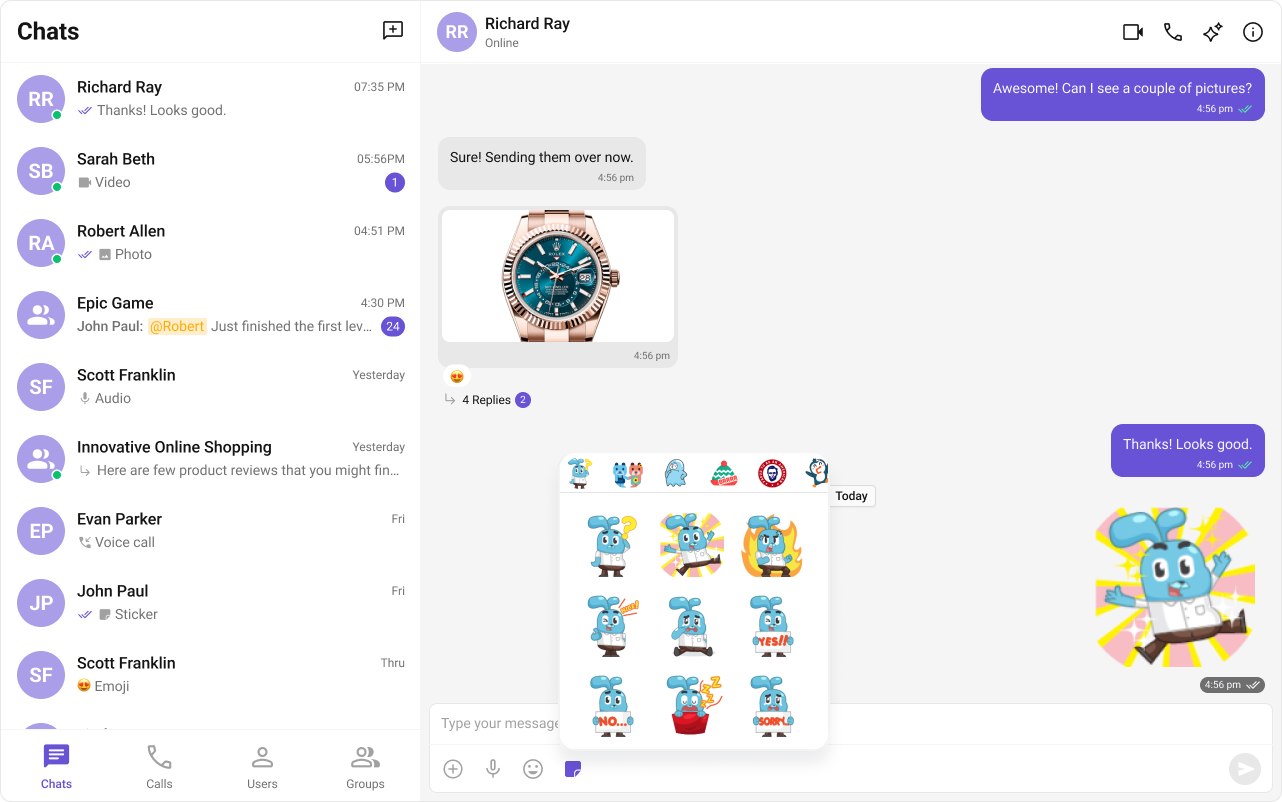 Chats
RR
Richard Ray
07:35 PM
Thanks! Looks good.
SB
Sarah Beth
05:56PM
Video
1
RA
Robert Allen
04:51 PM
Photo
Epic Game
4:30 PM
John Paul: @Robert Just finished the first lev...
24
SF
Scott Franklin
Yesterday
Audio
Innovative Online Shopping
Yesterday
Here are few product reviews that you might fin...
EP
Evan Parker
Fri
Voice call
JP
John Paul
Fri
Sticker
SF
Scott Franklin
Thru
Emoji
Chats
Calls
Users
Groups
RR
Richard Ray
Online
Awesome! Can I see a couple of pictures?
4:56 pm
Sure! Sending them over now.
4:56 pm
ROLEX
28
4:56 pm
4 Replies
2
Thanks! Looks good.
4:56 pm
Today
?
YES!!
NO...
ZZZ
SORRY..
4:56 pm
Type your message